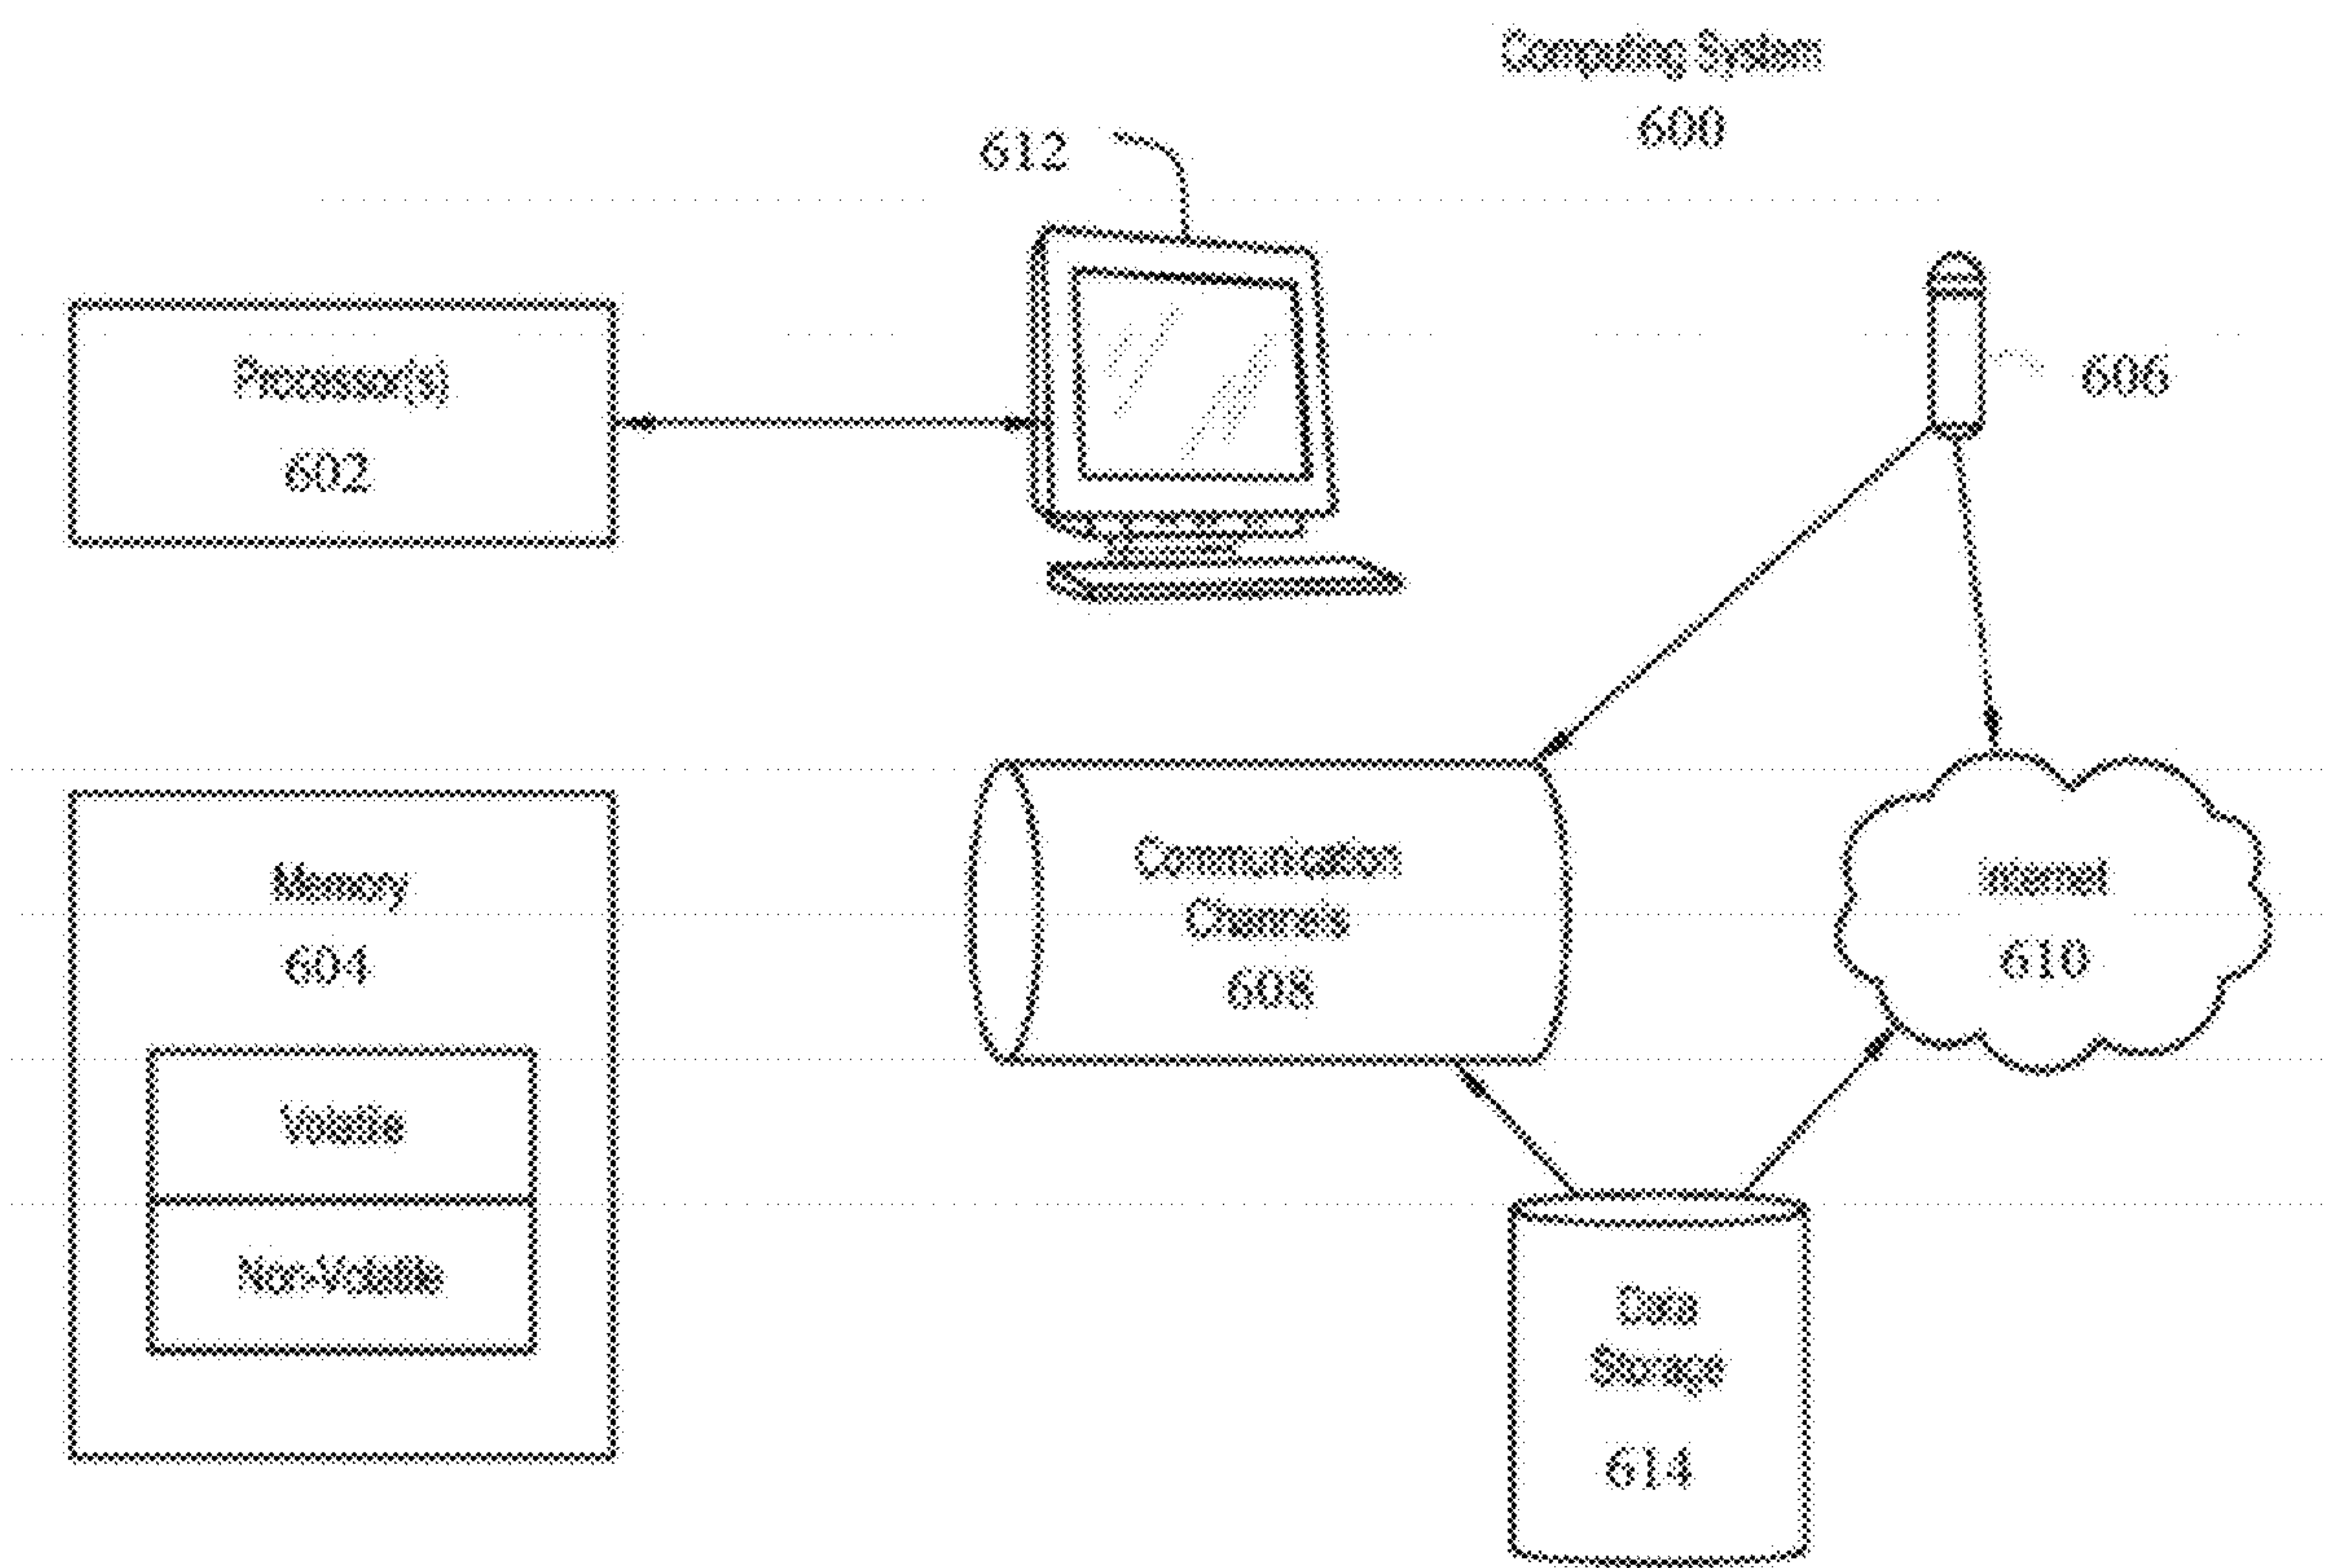 Computing System
600
612
Processor(s)
602
606
Memory
604
Volatile
Non-Volatile
Communication
Channels
608
Internet
610
Data
Storage
614